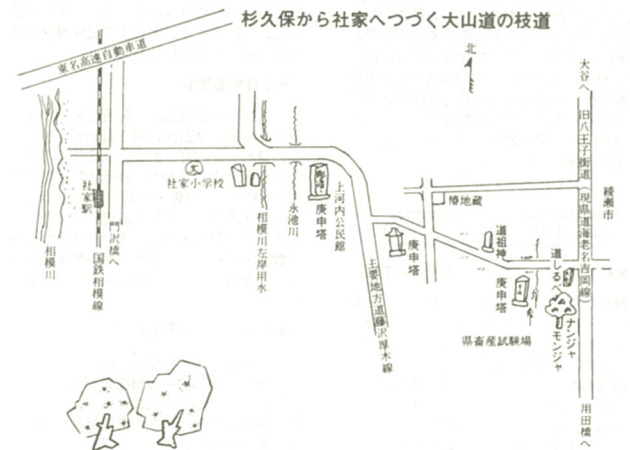 杉久保から社家へつづく大山道の枝道
東名高速自動車道
北
大谷へ
旧八王子街道(現県道海老名吉岡線)
綾瀬市
文
社家小学校
社家駅
相模川
門沢橋へ
国鉄相模線
相模川左岸用水
永池川
庚申塔
上河内公民館
主要地方道藤沢厚木線
庚申塔
椿地蔵
道祖神
庚申塔
道しるべ
ナンジャ
モンジャ
県畜産試験場
用田橋へ